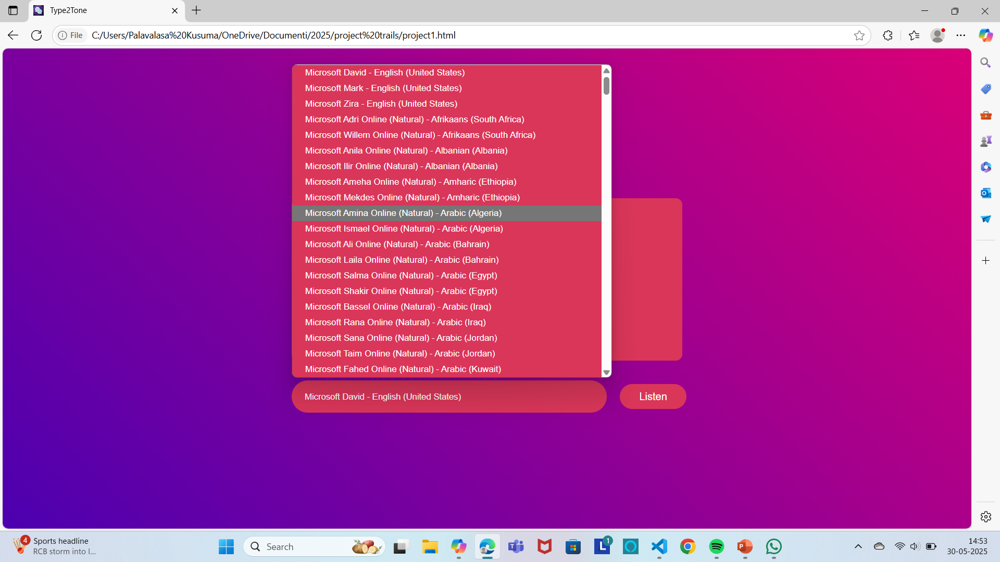 Type2Tone
File
C:/Users/Palavalasa%20Kusuma/OneDrive/Documenti/2025/project%20trails/project1.html
Microsoft David - English (United States)
Microsoft Mark - English (United States)
Microsoft Zira - English (United States)
Microsoft Adri Online (Natural) - Afrikaans (South Africa)
Microsoft Willem Online (Natural) - Afrikaans (South Africa)
Microsoft Anila Online (Natural) - Albanian (Albania)
Microsoft Ilir Online (Natural) - Albanian (Albania)
Microsoft Ameha Online (Natural) - Amharic (Ethiopia)
Microsoft Mekdes Online (Natural) - Amharic (Ethiopia)
Microsoft Amina Online (Natural) - Arabic (Algeria)
Microsoft Ismael Online (Natural) - Arabic (Algeria)
Microsoft Ali Online (Natural) - Arabic (Bahrain)
Microsoft Laila Online (Natural) - Arabic (Bahrain)
Microsoft Salma Online (Natural) - Arabic (Egypt)
Microsoft Shakir Online (Natural) - Arabic (Egypt)
Microsoft Bassel Online (Natural) - Arabic (Iraq)
Microsoft Rana Online (Natural) - Arabic (Iraq)
Microsoft Sana Online (Natural) - Arabic (Jordan)
Microsoft Taim Online (Natural) - Arabic (Jordan)
Microsoft Fahed Online (Natural) - Arabic (Kuwait)
Microsoft David - English (United States)
Listen
4
Sports headline
RCB storm into I...
Search
1
14:53
30-05-2025